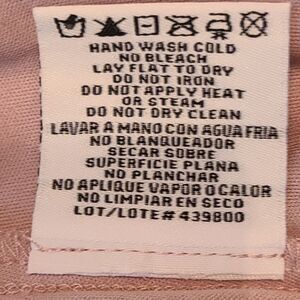 HAND WASH COLD
NO BLEACH
LAY FLAT TO DRY
DO NOT IRON
DO NOT APPLY HEAT
OR STEAM
DO NOT DRY CLEAN
LAVAR A MANO CON AGUA FRIA
NO BLANQUEADOR
SECAR SOBRE
SUPERFICIE PLANA
NO PLANCHAR
NO APLIQUE VAPOR O CALOR
NO LIMPIAR EN SECO
LOT/LOTE# 439800